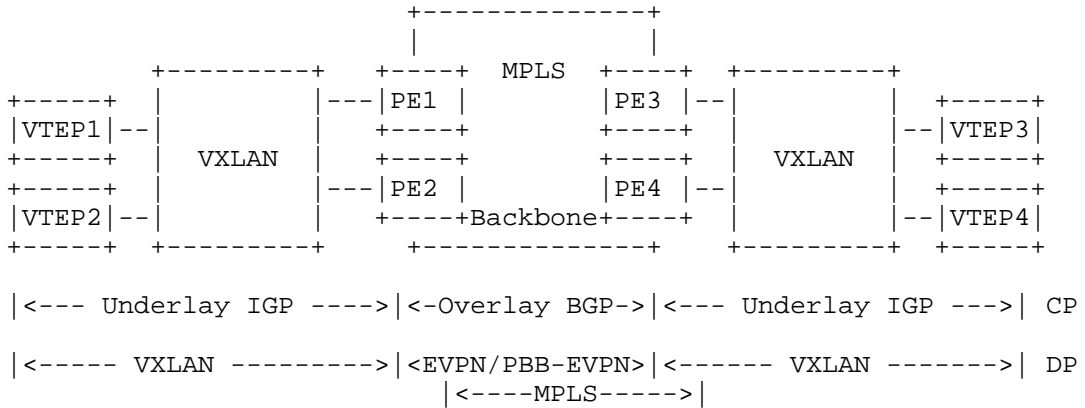 MPLS
PE1 PE3
VTEP1 VTEP3
VXLAN VXLAN
PE2 PE4
VTEP2 Backbone VTEP4
|<--- Underlay IGP ---->|<-Overlay BGP->|<--- Underlay IGP --->| CP
|<----- VXLAN --------->|<EVPN/PBB-EVPN>|<------ VXLAN ------->| DP
|<----MPLS----->|